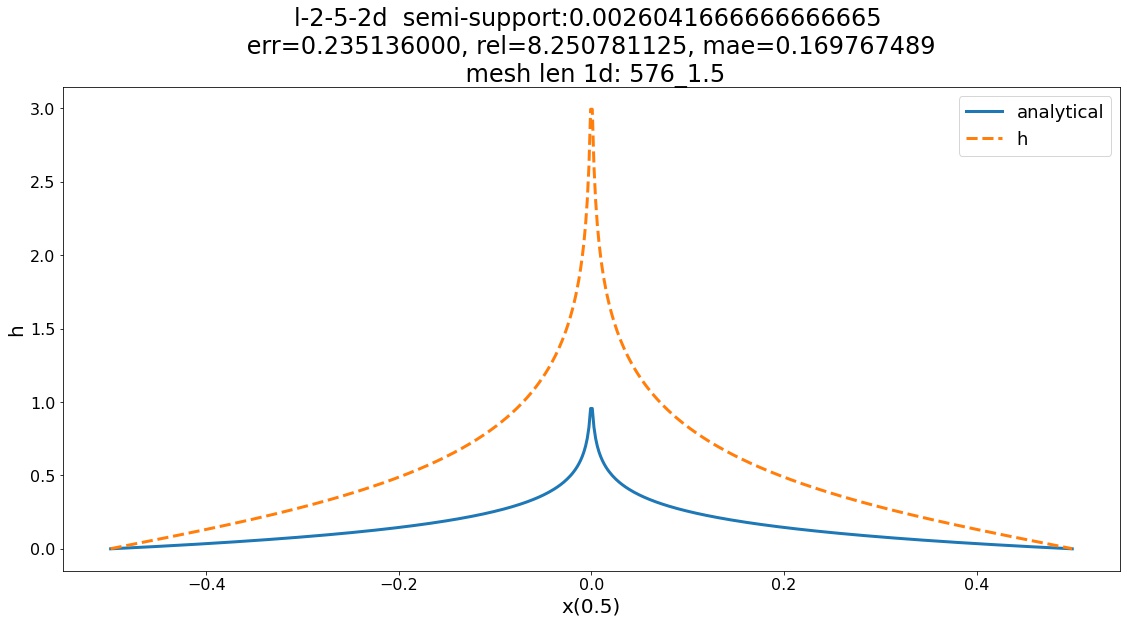 l-2-5-2d  semi-support:0.0026041666666666665
err=0.235136000, rel=8.250781125, mae=0.169767489
mesh len 1d: 576_1.5
analytical
h
3.0
2.5
2.0
1.5
1.0
0.5
0.0
h
−0.4
−0.2
0.0
0.2
0.4
x(0.5)